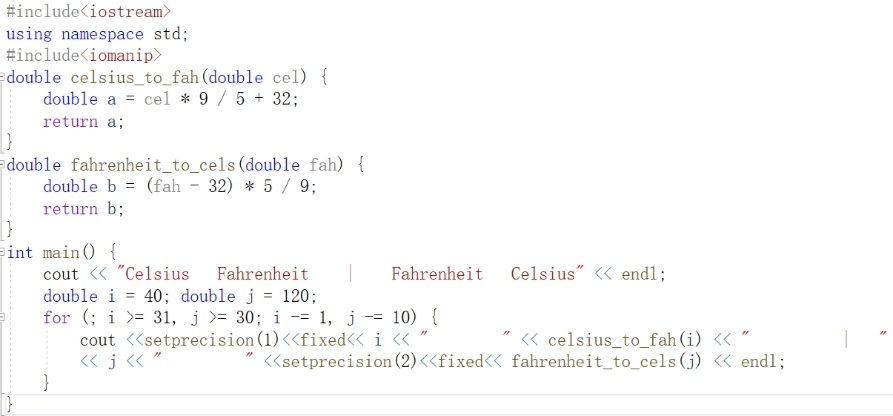 #include<iostream>
using namespace std;
#include<iomanip>
double celsius_to_fah(double cel) {
    double a = cel * 9 / 5 + 32;
    return a;
}
double fahrenheit_to_cels(double fah) {
    double b = (fah - 32) * 5 / 9;
    return b;
}
int main() {
    cout << "Celsius   Fahrenheit    |    Fahrenheit   Celsius" << endl;
    double i = 40; double j = 120;
    for (; i >= 31, j >= 30; i -= 1, j -= 10) {
        cout <<setprecision(1)<<fixed<< i << "        " << celsius_to_fah(i) << "          |   "
        << j << "         " <<setprecision(2)<<fixed<< fahrenheit_to_cels(j) << endl;
    }
}